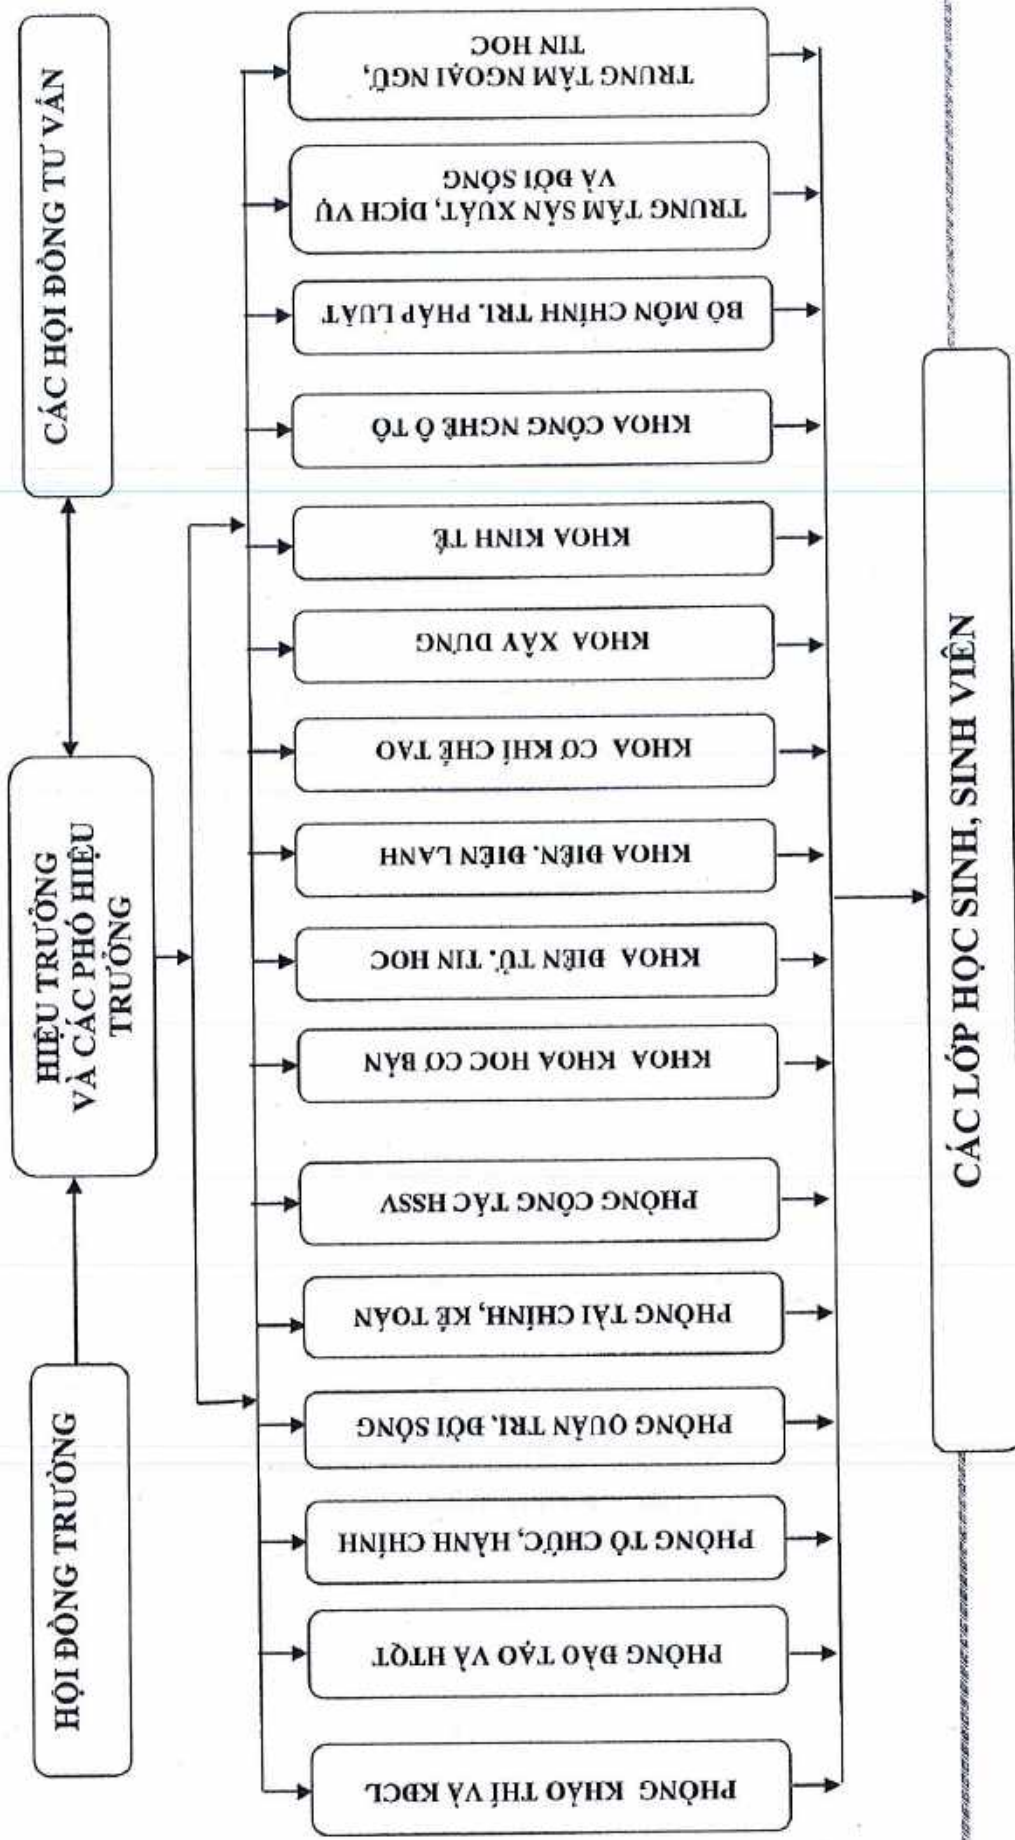 HỘI ĐỒNG TRƯỜNG
HIỆU TRƯỞNG
VÀ CÁC PHÓ HIỆU
TRƯỞNG
CÁC HỘI ĐỒNG TƯ VẤN
PHÒNG KHẢO THÍ VÀ KĐCL
PHÒNG ĐÀO TẠO VÀ HTQT
PHÒNG TỔ CHỨC, HÀNH CHÍNH
PHÒNG QUẢN TRỊ, ĐỜI SỐNG
PHÒNG TÀI CHÍNH, KẾ TOÁN
PHÒNG CÔNG TÁC HSSV
KHOA KHOA HỌC CƠ BẢN
KHOA ĐIỆN TỬ, TIN HỌC
KHOA ĐIỆN, ĐIỆN LẠNH
KHOA CƠ KHÍ CHẾ TẠO
KHOA XÂY DỰNG
KHOA KINH TẾ
KHOA CÔNG NGHỆ Ô TÔ
BỘ MÔN CHÍNH TRỊ, PHÁP LUẬT
TRUNG TÂM SẢN XUẤT, DỊCH VỤ
VÀ ĐỜI SỐNG
TRUNG TÂM NGOẠI NGỮ,
TIN HỌC
CÁC LỚP HỌC SINH, SINH VIÊN